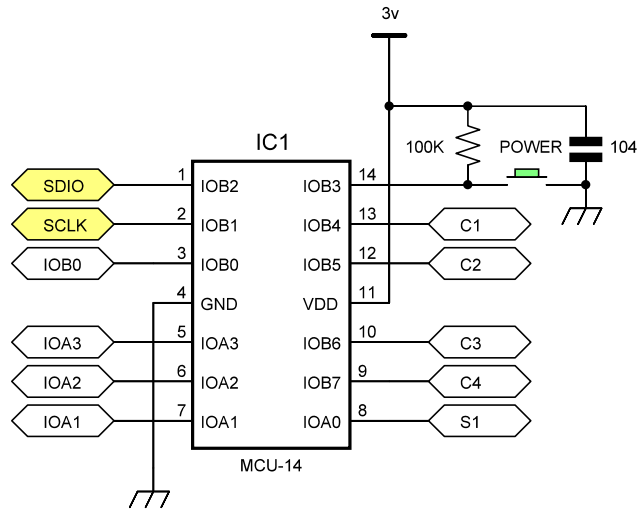 3v
IC1
100K POWER 104
SDIO 1 IOB2 IOB3 14
SCLK 2 IOB1 IOB4 13 C1
IOB0 3 IOB0 IOB5 12 C2
4 GND VDD 11
IOA3 5 IOA3 IOB6 10 C3
IOA2 6 IOA2 IOB7 9 C4
IOA1 7 IOA1 IOA0 8 S1
MCU-14